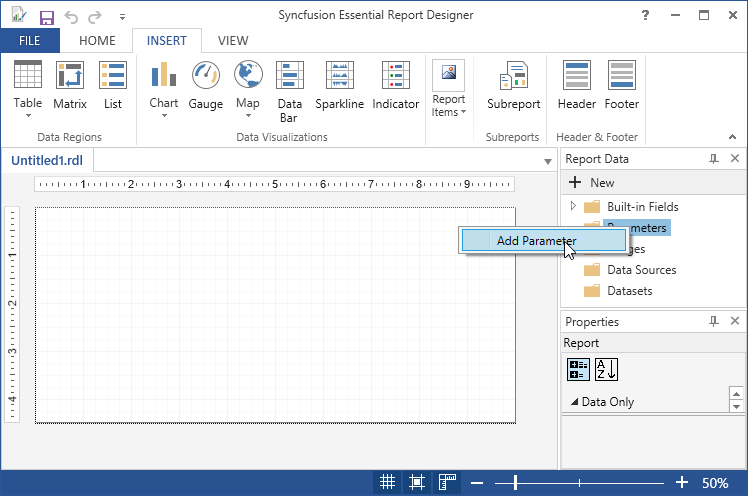 Syncfusion Essential Report Designer
?
FILE HOME INSERT VIEW
Table Matrix List Chart Gauge Map Data Bar Sparkline Indicator Report Items Subreport Header Footer
Data Regions Data Visualizations Subreports Header & Footer
Untitled1.rdl
1 2 3 4 5 6 7 8 9
1
2
3
4
Report Data
New
Built-in Fields
Parameters
Add Parameter
Data Sources
Datasets
Properties
Report
A Z
Data Only
50%